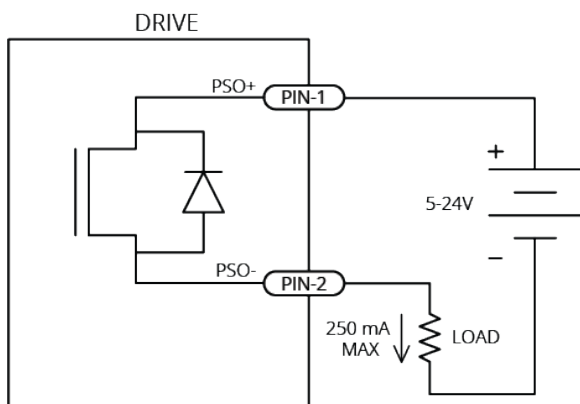 DRIVE
PSO+
PIN-1
+
5-24V
−
PSO-
PIN-2
250 mA
MAX
LOAD